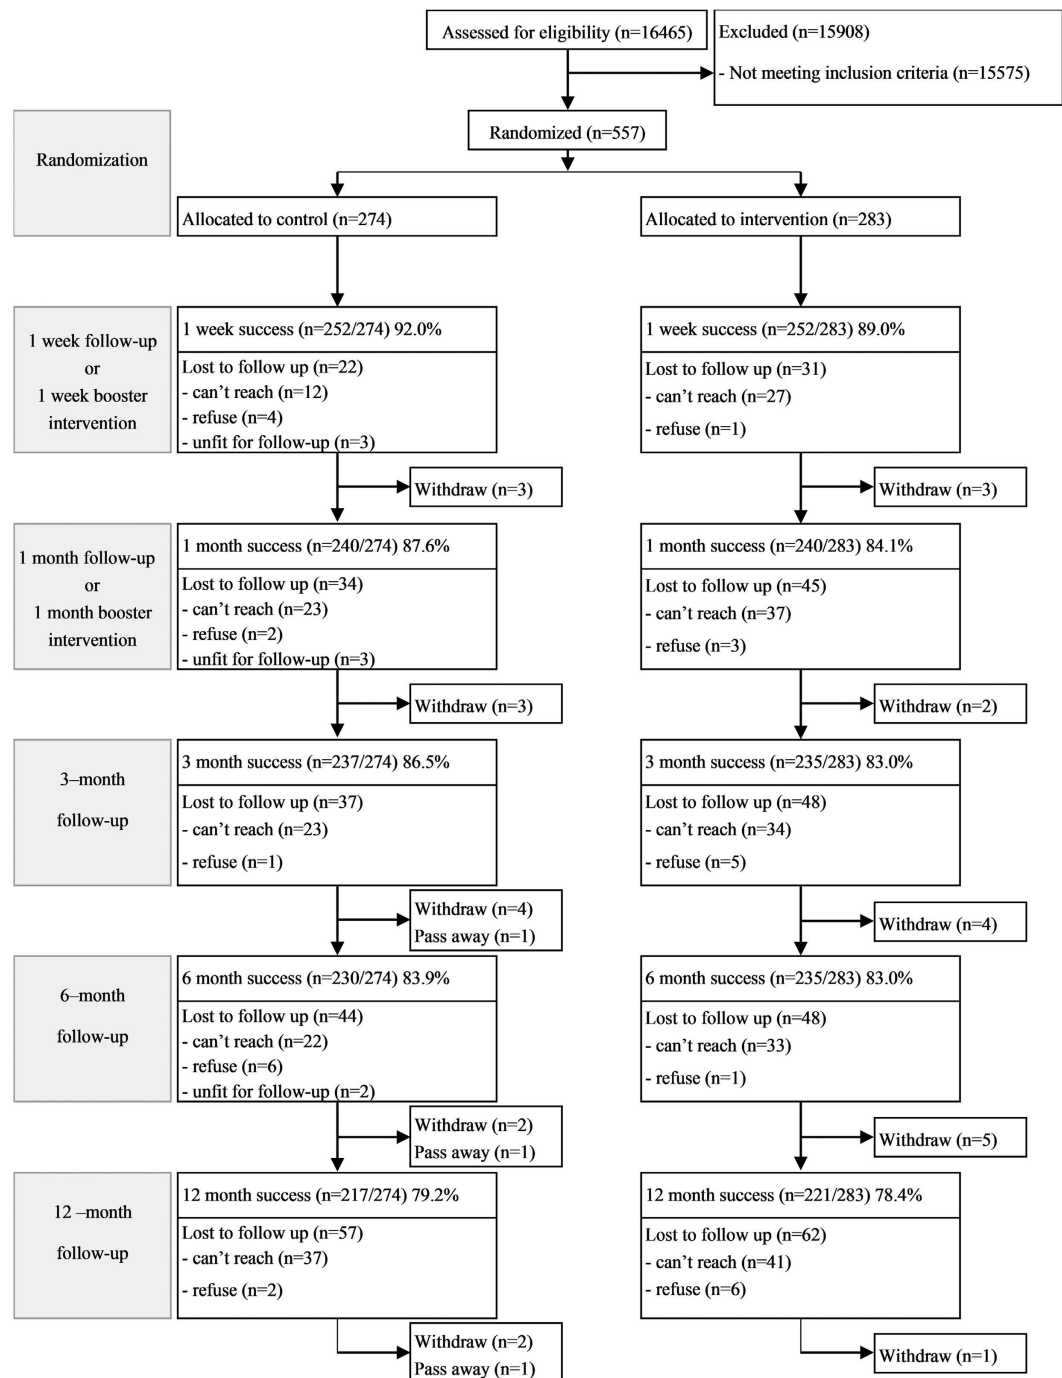 Assessed for eligibility (n=16465)
Excluded (n=15908)
- Not meeting inclusion criteria (n=15575)
Randomized (n=557)
Randomization
Allocated to control (n=274)
Allocated to intervention (n=283)
1 week follow-up
or
1 week booster
intervention
1 week success (n=252/274) 92.0%
Lost to follow up (n=22)
- can't reach (n=12)
- refuse (n=4)
- unfit for follow-up (n=3)
1 week success (n=252/283) 89.0%
Lost to follow up (n=31)
- can't reach (n=27)
- refuse (n=1)
Withdraw (n=3)
Withdraw (n=3)
1 month follow-up
or
1 month booster
intervention
1 month success (n=240/274) 87.6%
Lost to follow up (n=34)
- can't reach (n=23)
- refuse (n=2)
- unfit for follow-up (n=3)
1 month success (n=240/283) 84.1%
Lost to follow up (n=45)
- can't reach (n=37)
- refuse (n=3)
Withdraw (n=3)
Withdraw (n=2)
3–month
follow-up
3 month success (n=237/274) 86.5%
Lost to follow up (n=37)
- can't reach (n=23)
- refuse (n=1)
3 month success (n=235/283) 83.0%
Lost to follow up (n=48)
- can't reach (n=34)
- refuse (n=5)
Withdraw (n=4)
Pass away (n=1)
Withdraw (n=4)
6–month
follow-up
6 month success (n=230/274) 83.9%
Lost to follow up (n=44)
- can't reach (n=22)
- refuse (n=6)
- unfit for follow-up (n=2)
6 month success (n=235/283) 83.0%
Lost to follow up (n=48)
- can't reach (n=33)
- refuse (n=1)
Withdraw (n=2)
Pass away (n=1)
Withdraw (n=5)
12 –month
follow-up
12 month success (n=217/274) 79.2%
Lost to follow up (n=57)
- can't reach (n=37)
- refuse (n=2)
12 month success (n=221/283) 78.4%
Lost to follow up (n=62)
- can't reach (n=41)
- refuse (n=6)
Withdraw (n=2)
Pass away (n=1)
Withdraw (n=1)